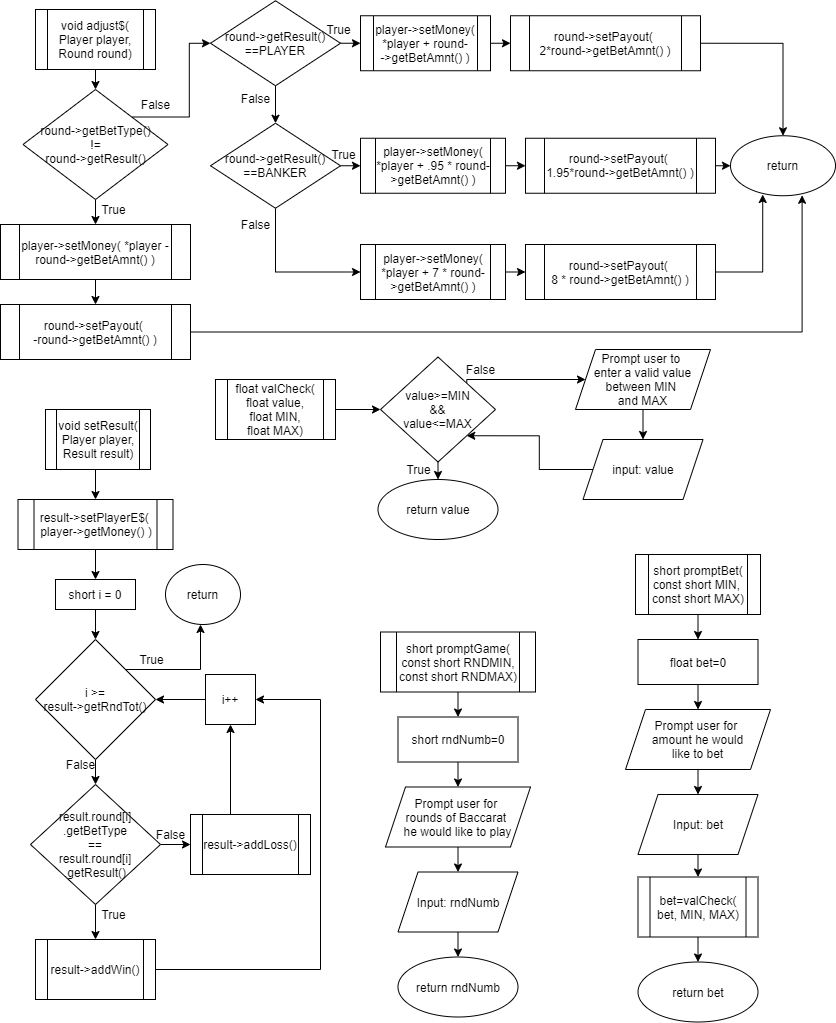 void adjust$(
Player player,
Round round)
round->getBetType()
!=
round->getResult()
False
True
player->setMoney( *player -
round->getBetAmnt() )
round->setPayout(
-round->getBetAmnt() )
round->getResult()
==PLAYER
True
False
player->setMoney(
*player + round-
->getBetAmnt() )
round->setPayout(
2*round->getBetAmnt() )
round->getResult()
==BANKER
True
False
player->setMoney(
*player + .95 * round-
>getBetAmnt() )
round->setPayout(
1.95*round->getBetAmnt() )
return
player->setMoney(
*player + 7 * round-
>getBetAmnt() )
round->setPayout(
8 * round->getBetAmnt() )
float valCheck(
float value,
float MIN,
float MAX)
value>=MIN
&&
value<=MAX
False
True
Prompt user to
enter a valid value
between MIN
and MAX
input: value
return value
void setResult(
Player player,
Result result)
result->setPlayerE$(
player->getMoney() )
short i = 0
return
i >=
result->getRndTot()
True
False
i++
result.round[i]
.getBetType
==
result.round[i]
.getResult()
False
True
result->addLoss()
result->addWin()
short promptGame(
const short RNDMIN,
const short RNDMAX)
short rndNumb=0
Prompt user for
rounds of Baccarat
he would like to play
Input: rndNumb
return rndNumb
short promptBet(
const short MIN,
const short MAX)
float bet=0
Prompt user for
amount he would
like to bet
Input: bet
bet=valCheck(
bet, MIN, MAX)
return bet